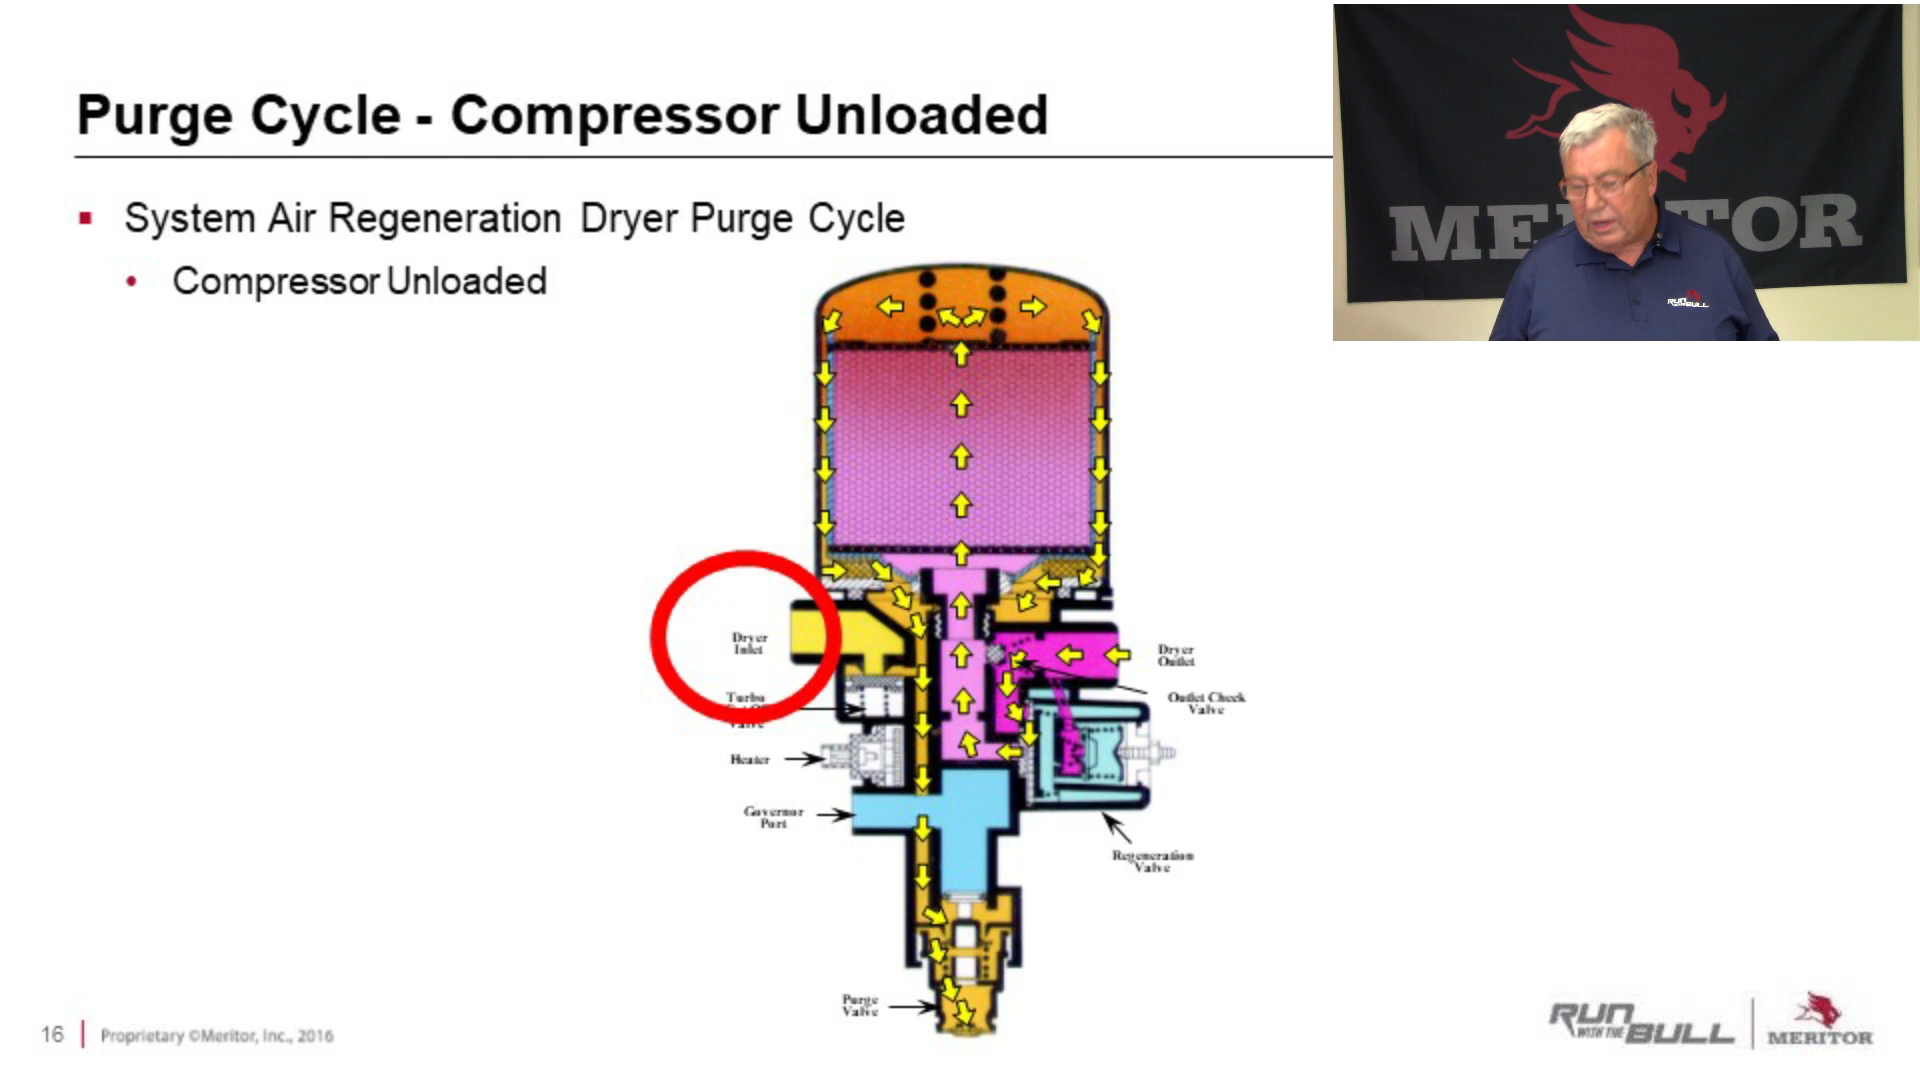 Purge Cycle - Compressor Unloaded
System Air Regeneration Dryer Purge Cycle
Compressor Unloaded
MERITOR
RUN
BULL
Dryer
Inlet
Dryer
Outlet
Turbo
Valve
Outlet Check
Valve
Heater
Governor
Port
Regeneration
Valve
Purge
Valve
16
Proprietary ©Meritor, Inc., 2016
RUN
WITH THE
BULL
MERITOR